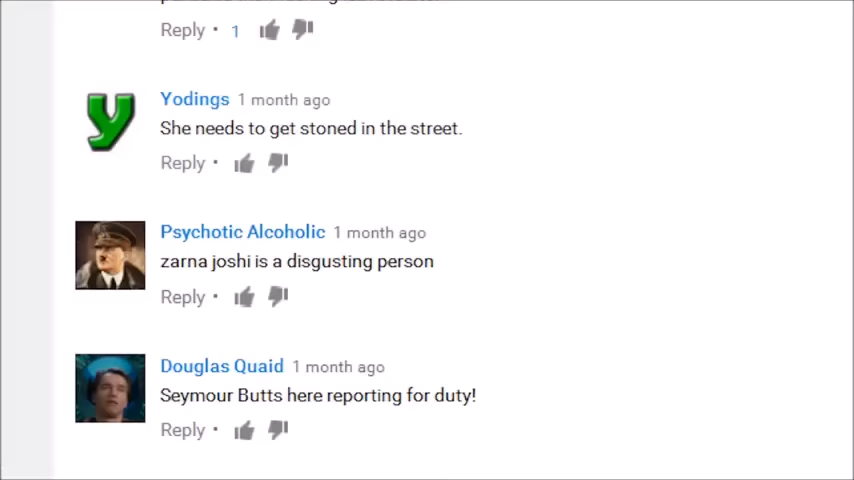 Reply • 1
Yodings 1 month ago
She needs to get stoned in the street.
Reply •
Psychotic Alcoholic 1 month ago
zarna joshi is a disgusting person
Reply •
Douglas Quaid 1 month ago
Seymour Butts here reporting for duty!
Reply •